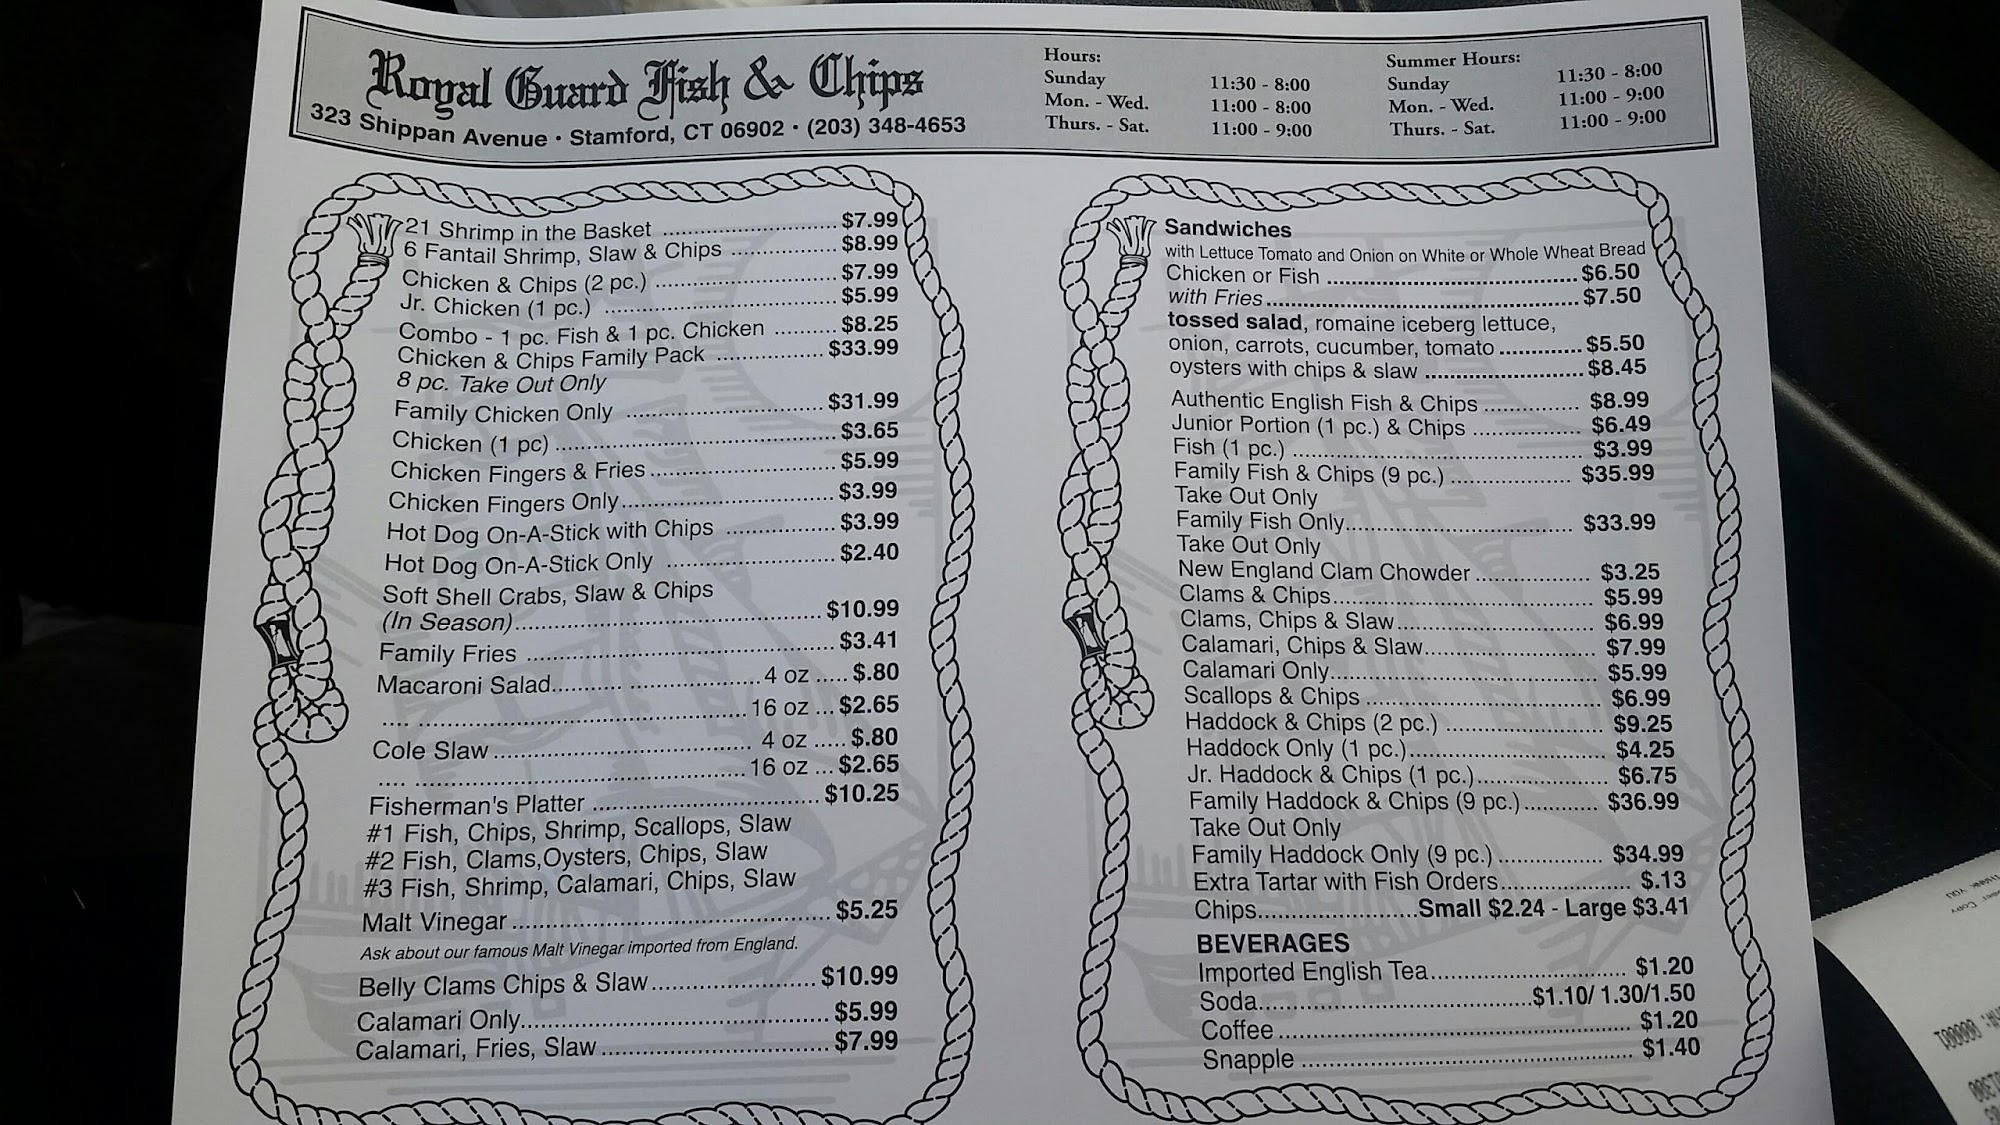 Royal Guard Fish & Chips
323 Shippan Avenue • Stamford, CT 06902 • (203) 348-4653
Hours:
Sunday 11:30 - 8:00
Mon. - Wed. 11:00 - 8:00
Thurs. - Sat. 11:00 - 9:00
Summer Hours:
Sunday 11:30 - 8:00
Mon. - Wed. 11:00 - 9:00
Thurs. - Sat. 11:00 - 9:00
21 Shrimp in the Basket $7.99
6 Fantail Shrimp, Slaw & Chips $8.99
Chicken & Chips (2 pc.) $7.99
Jr. Chicken (1 pc.) $5.99
Combo - 1 pc. Fish & 1 pc. Chicken $8.25
Chicken & Chips Family Pack $33.99
8 pc. Take Out Only
Family Chicken Only $31.99
Chicken (1 pc) $3.65
Chicken Fingers & Fries $5.99
Chicken Fingers Only $3.99
Hot Dog On-A-Stick with Chips $3.99
Hot Dog On-A-Stick Only $2.40
Soft Shell Crabs, Slaw & Chips
(In Season) $10.99
Family Fries $3.41
Macaroni Salad 4 oz $.80
16 oz $2.65
Cole Slaw 4 oz $.80
16 oz $2.65
Fisherman's Platter $10.25
#1 Fish, Chips, Shrimp, Scallops, Slaw
#2 Fish, Clams,Oysters, Chips, Slaw
#3 Fish, Shrimp, Calamari, Chips, Slaw
Malt Vinegar $5.25
Ask about our famous Malt Vinegar imported from England.
Belly Clams Chips & Slaw $10.99
Calamari Only $5.99
Calamari, Fries, Slaw $7.99
Sandwiches
with Lettuce Tomato and Onion on White or Whole Wheat Bread
Chicken or Fish $6.50
with Fries $7.50
tossed salad, romaine iceberg lettuce,
onion, carrots, cucumber, tomato $5.50
oysters with chips & slaw $8.45
Authentic English Fish & Chips $8.99
Junior Portion (1 pc.) & Chips $6.49
Fish (1 pc.) $3.99
Family Fish & Chips (9 pc.) $35.99
Take Out Only
Family Fish Only $33.99
Take Out Only
New England Clam Chowder $3.25
Clams & Chips $5.99
Clams, Chips & Slaw $6.99
Calamari, Chips & Slaw $7.99
Calamari Only $5.99
Scallops & Chips $6.99
Haddock & Chips (2 pc.) $9.25
Haddock Only (1 pc.) $4.25
Jr. Haddock & Chips (1 pc.) $6.75
Family Haddock & Chips (9 pc.) $36.99
Take Out Only
Family Haddock Only (9 pc.) $34.99
Extra Tartar with Fish Orders $.13
Chips Small $2.24 - Large $3.41
BEVERAGES
Imported English Tea $1.20
Soda $1.10/ 1.30/1.50
Coffee $1.20
Snapple $1.40